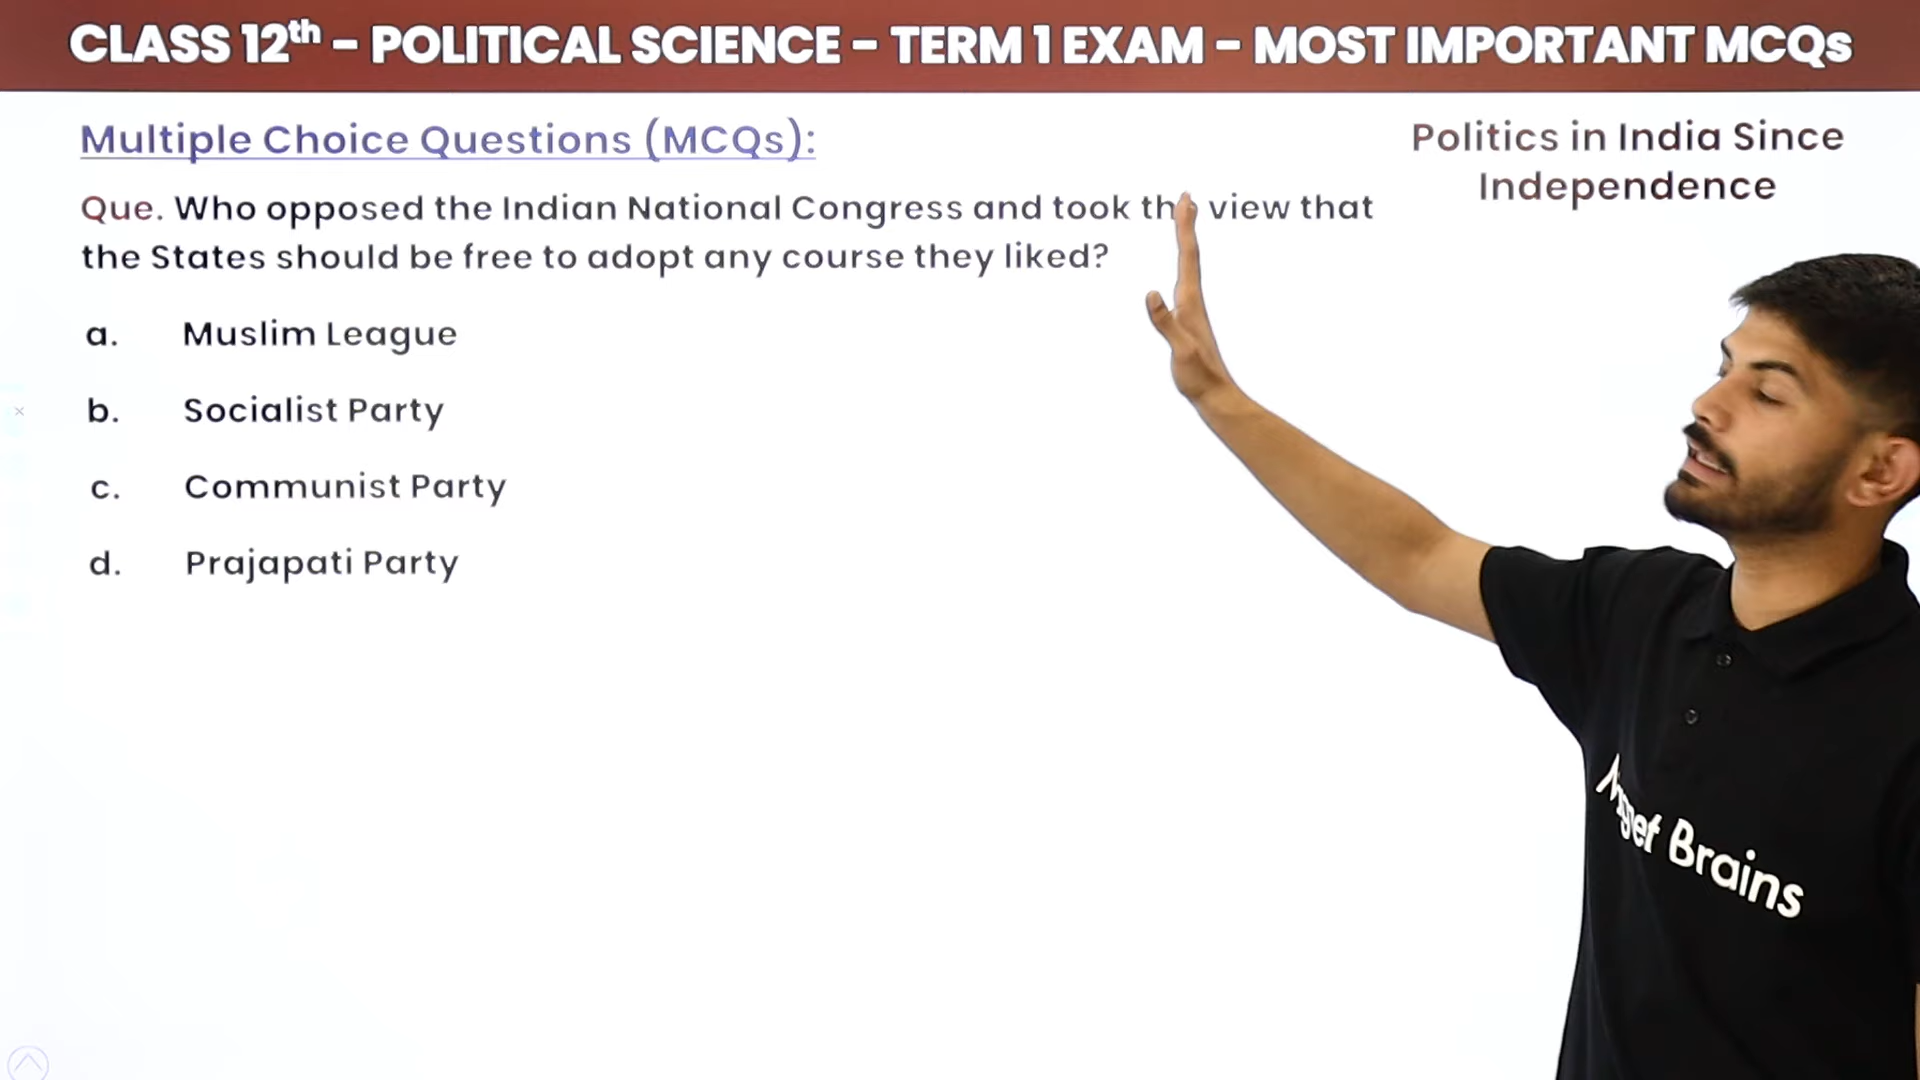 CLASS 12th – POLITICAL SCIENCE – TERM 1 EXAM – MOST IMPORTANT MCQs
Multiple Choice Questions (MCQs):
Politics in India Since
Independence
Que. Who opposed the Indian National Congress and took the view that
the States should be free to adopt any course they liked?
a. Muslim League
b. Socialist Party
c. Communist Party
d. Prajapati Party
Brains